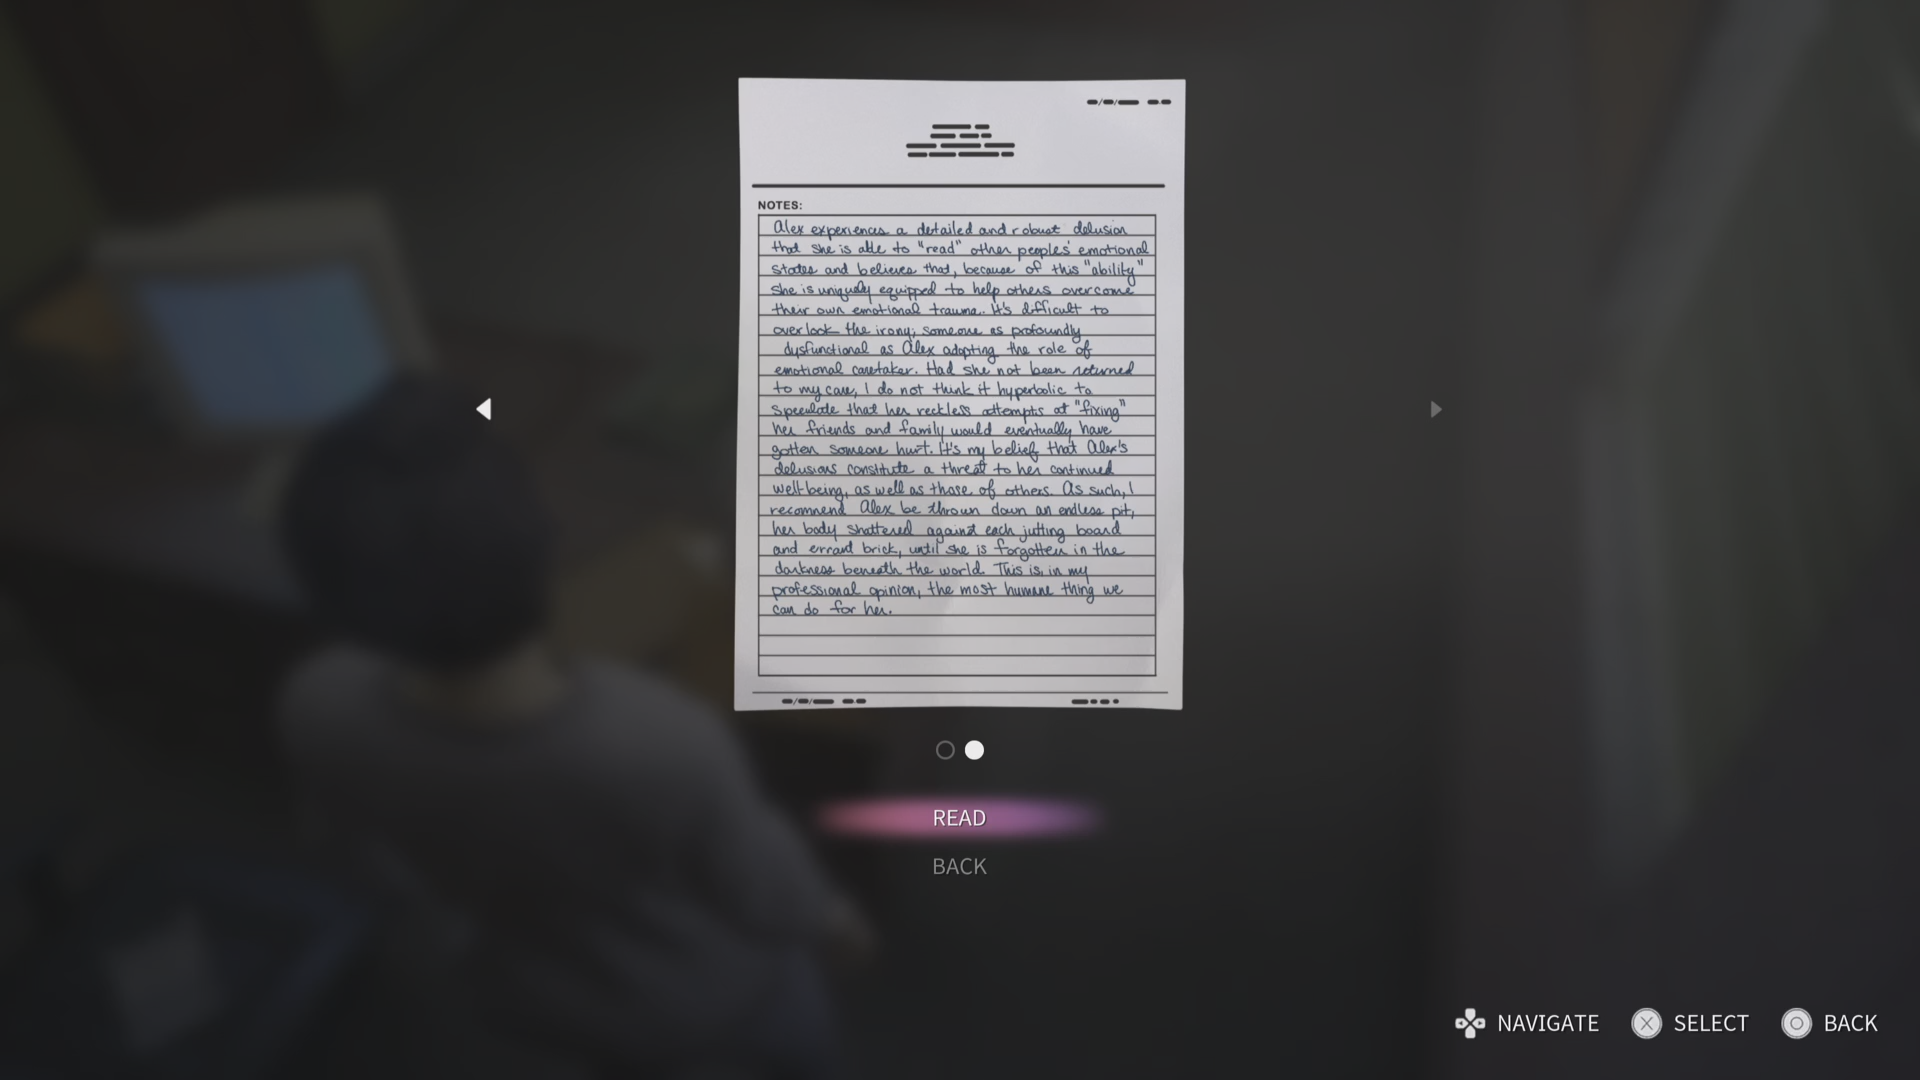 NOTES:
Alex experiences a detailed and robust delusion
that she is able to "read" other peoples' emotional
states and believes that, because of this "ability"
she is uniquely equipped to help others overcome
their own emotional trauma. It's difficult to
overlook the irony; someone as profoundly
dysfunctional as Alex adopting the role of
emotional caretaker. Had she not been returned
to my care, I do not think it hyperbolic to
speculate that her reckless attempts at "fixing"
her friends and family would eventually have
gotten someone hurt. It's my belief that Alex's
delusions constitute a threat to her continued
well-being, as well as those of others. As such, I
recommend Alex be thrown down an endless pit,
her body shattered against each jutting board
and errant brick, until she is forgotten in the
darkness beneath the world. This is, in my
professional opinion, the most humane thing we
can do for her.
READ
BACK
NAVIGATE SELECT BACK